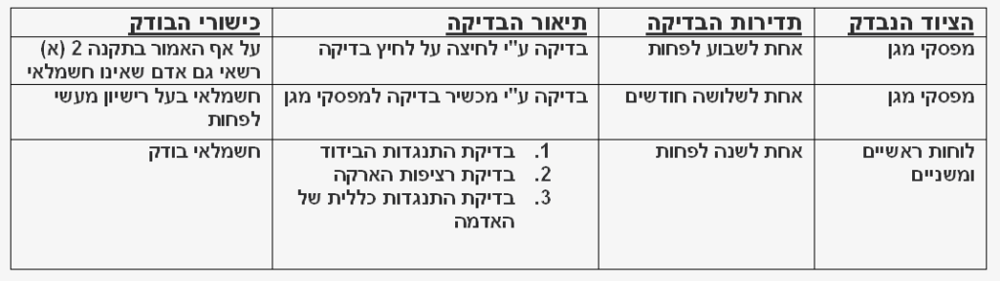 הציוד הנבדק
תדירות הבדיקה
תיאור הבדיקה
כישורי הבודק
מפסקי מגן
אחת לשבוע לפחות
בדיקה ע"י לחיצה על לחיץ בדיקה
על אף האמור בתקנה 2 (א)
רשאי גם אדם שאינו חשמלאי
מפסקי מגן
אחת לשלושה חודשים
בדיקה ע"י מכשיר בדיקה למפסקי מגן
חשמלאי בעל רישיון מעשי
לפחות
לוחות ראשיים
ומשניים
אחת לשנה לפחות
1. בדיקת התנגדות הבידוד
2. בדיקת רציפות הארקה
3. בדיקת התנגדות כללית של
האדמה
חשמלאי בודק